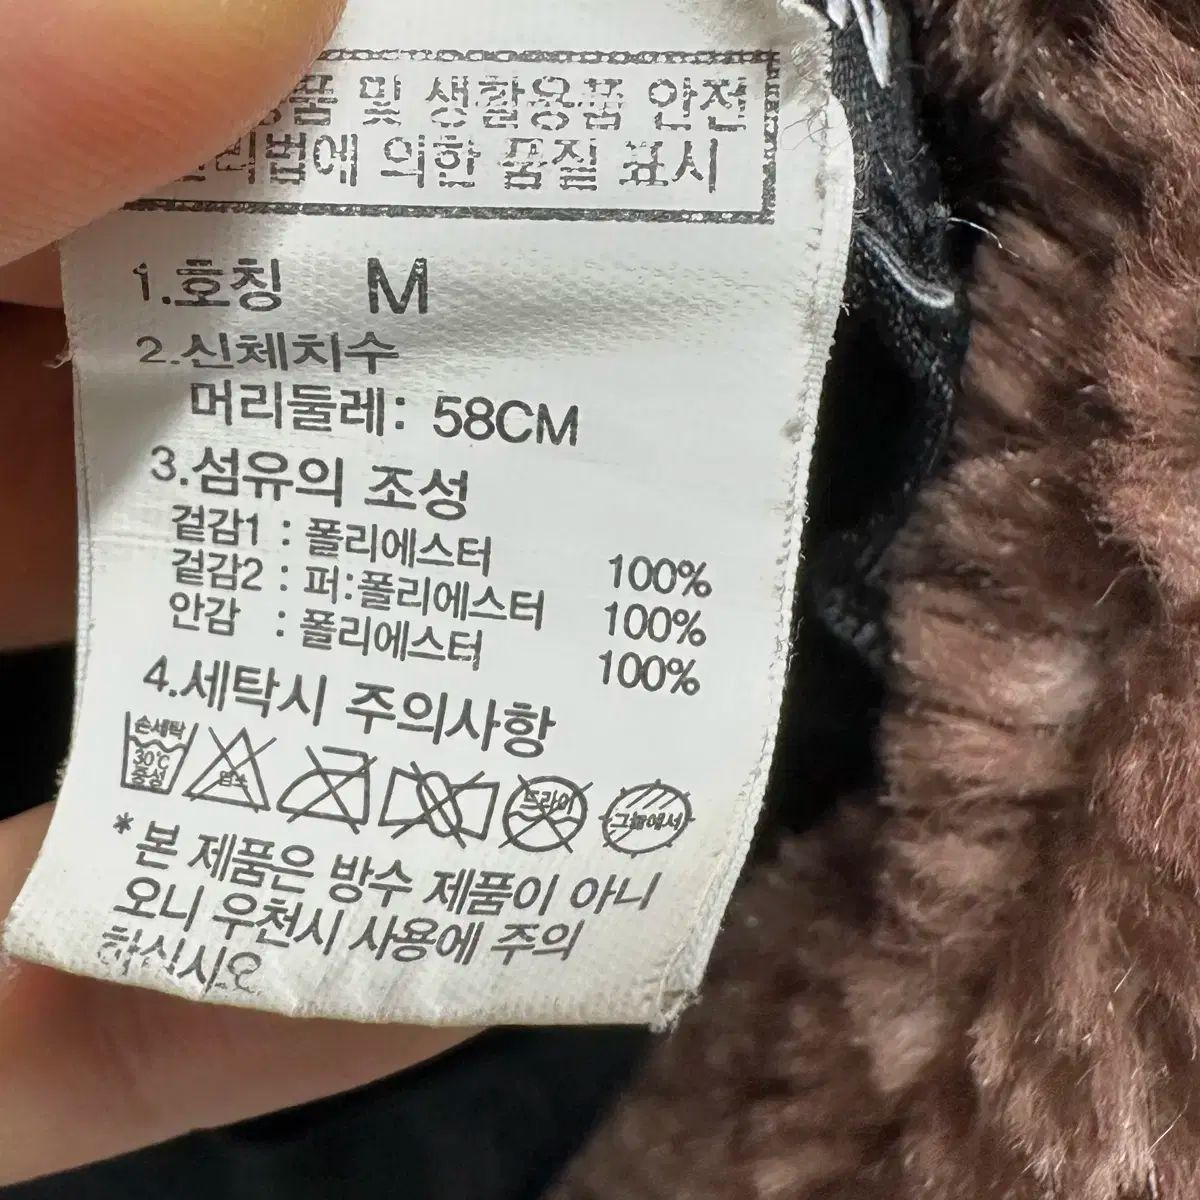 및 생활용품 안전
의한 품질 표시
1.호칭 M
2.신체치수
머리둘레: 58CM
3.섬유의 조성
겉감1 : 폴리에스터 100%
겉감2 : 퍼:폴리에스터 100%
안감 : 폴리에스터 100%
4.세탁시 주의사항
손세탁 30℃ 중성 염소 드라이 그늘에서
* 본 제품은 방수 제품이 아니
오니 우천시 사용에 주의
하십시오